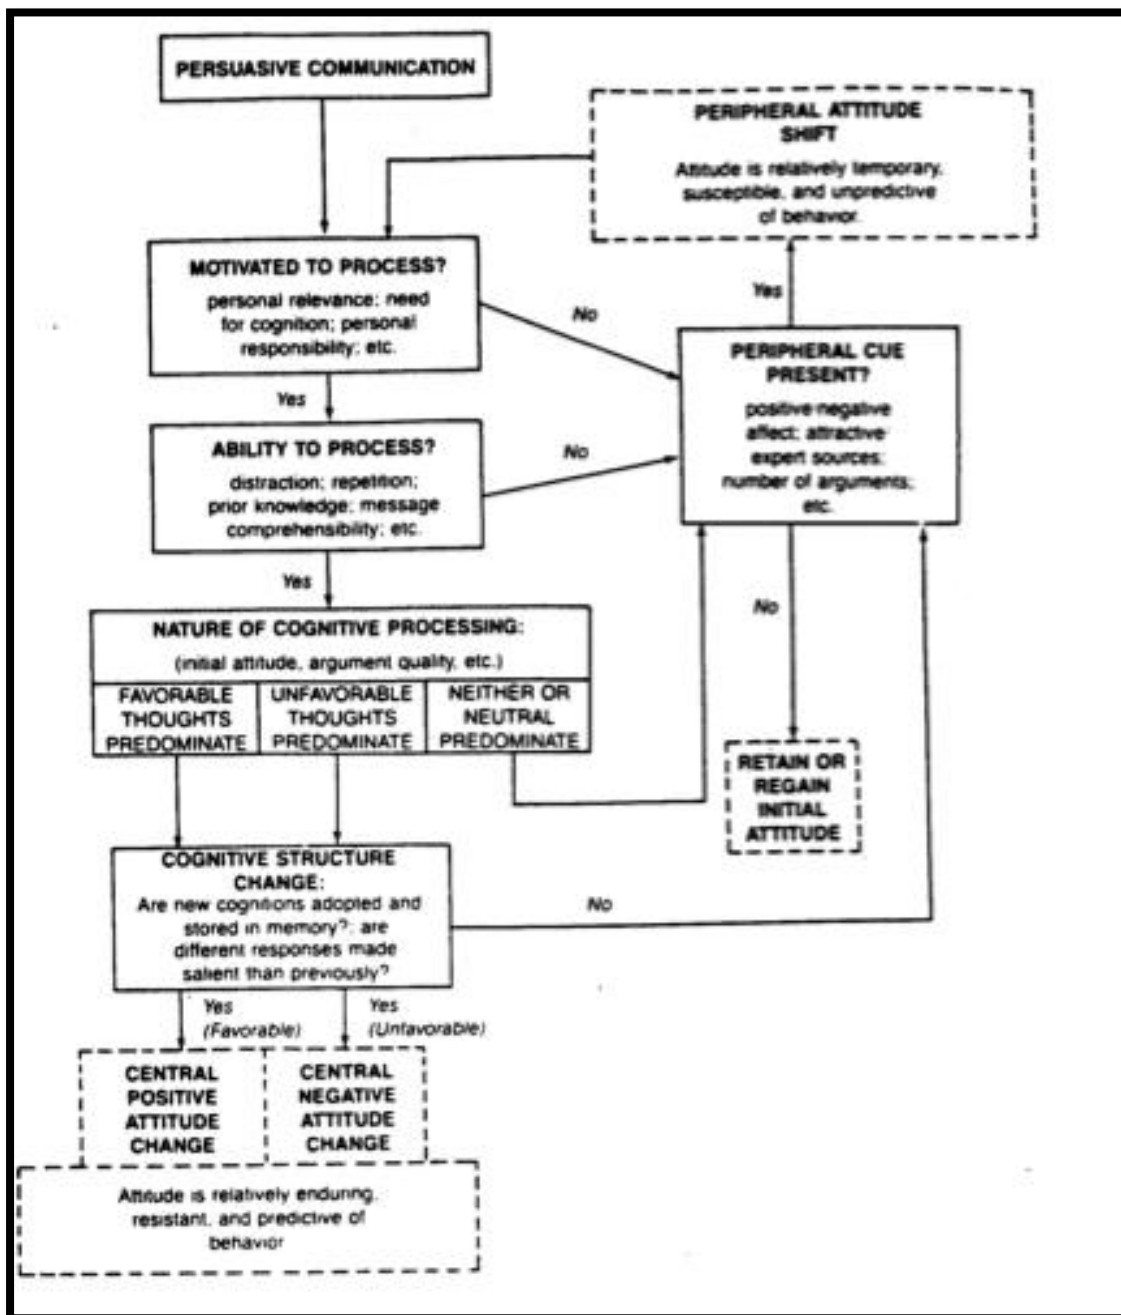 PERSUASIVE COMMUNICATION
PERIPHERAL ATTITUDE
SHIFT
Attitude is relatively temporary,
susceptible, and unpredictive
of behavior.
MOTIVATED TO PROCESS?
personal relevance; need
for cognition; personal
responsibility; etc.
No
Yes
PERIPHERAL CUE
PRESENT?
positive-negative
affect; attractive-
expert sources;
number of arguments;
etc.
Yes
ABILITY TO PROCESS?
distraction; repetition;
prior knowledge; message
comprehensibility; etc.
No
Yes
No
NATURE OF COGNITIVE PROCESSING:
(initial attitude, argument quality, etc.)
FAVORABLE
THOUGHTS
PREDOMINATE
UNFAVORABLE
THOUGHTS
PREDOMINATE
NEITHER OR
NEUTRAL
PREDOMINATE
RETAIN OR
REGAIN
INITIAL
ATTITUDE
COGNITIVE STRUCTURE
CHANGE:
Are new cognitions adopted and
stored in memory?; are
different responses made
salient than previously?
No
Yes
(Favorable)
Yes
(Unfavorable)
CENTRAL
POSITIVE
ATTITUDE
CHANGE
CENTRAL
NEGATIVE
ATTITUDE
CHANGE
Attitude is relatively enduring,
resistant, and predictive of
behavior